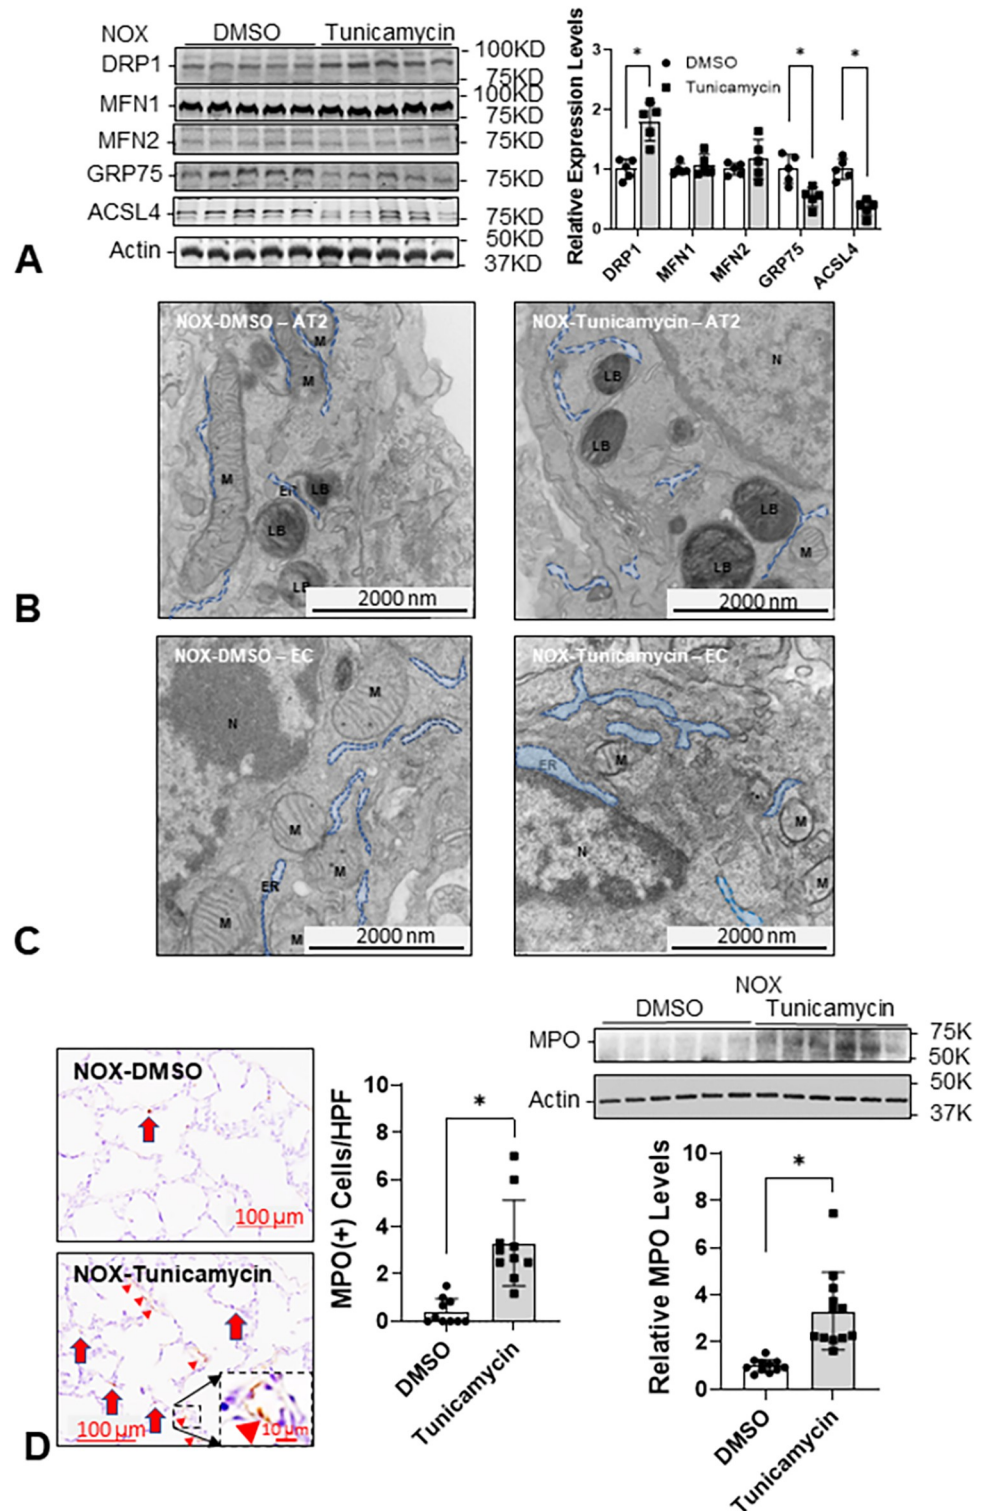 NOX
DMSO Tunicamycin
DRP1
MFN1
MFN2
GRP75
ACSL4
Actin
100KD
75KD
100KD
75KD
75KD
75KD
75KD
50KD
37KD
Relative Expression Levels
3
2
1
0
DMSO
Tunicamycin
* * *
DRP1 MFN1 MFN2 GRP75 ACSL4
A
NOX-DMSO – AT2
M
M
M
ER LB
LB
LB
2000 nm
NOX-Tunicamycin – AT2
N
LB
LB
LB
M
LB
2000 nm
B
NOX-DMSO – EC
M
N
M
M
ER
M
M
2000 nm
NOX-Tunicamycin – EC
M
ER
M
N
M
2000 nm
C
NOX-DMSO
100 µm
NOX-Tunicamycin
100 µm
10 µm
MPO(+) Cells/HPF
10
8
6
4
2
0
*
DMSO
Tunicamycin
NOX
DMSO Tunicamycin
MPO
Actin
75K
50K
50K
37K
Relative MPO Levels
10
8
6
4
2
0
*
DMSO
Tunicamycin
D